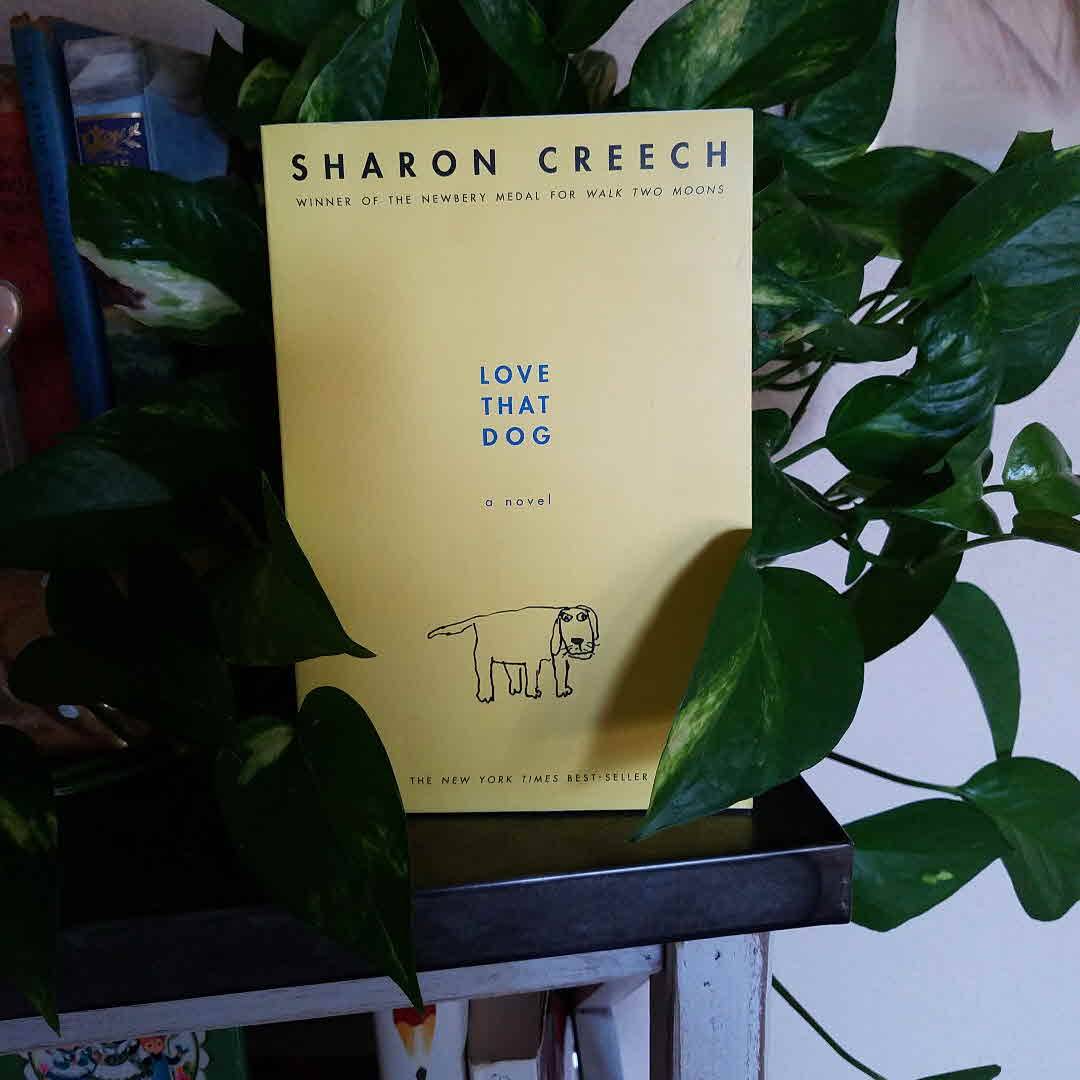 SHARON CREECH
WINNER OF THE NEWBERY MEDAL FOR WALK TWO MOONS
LOVE
THAT
DOG
a novel
THE NEW YORK TIMES BEST-SELLER